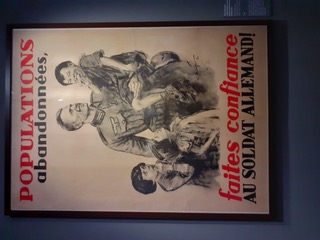 POPULATIONS
abandonnées,
faites confiance
AU SOLDAT ALLEMAND!